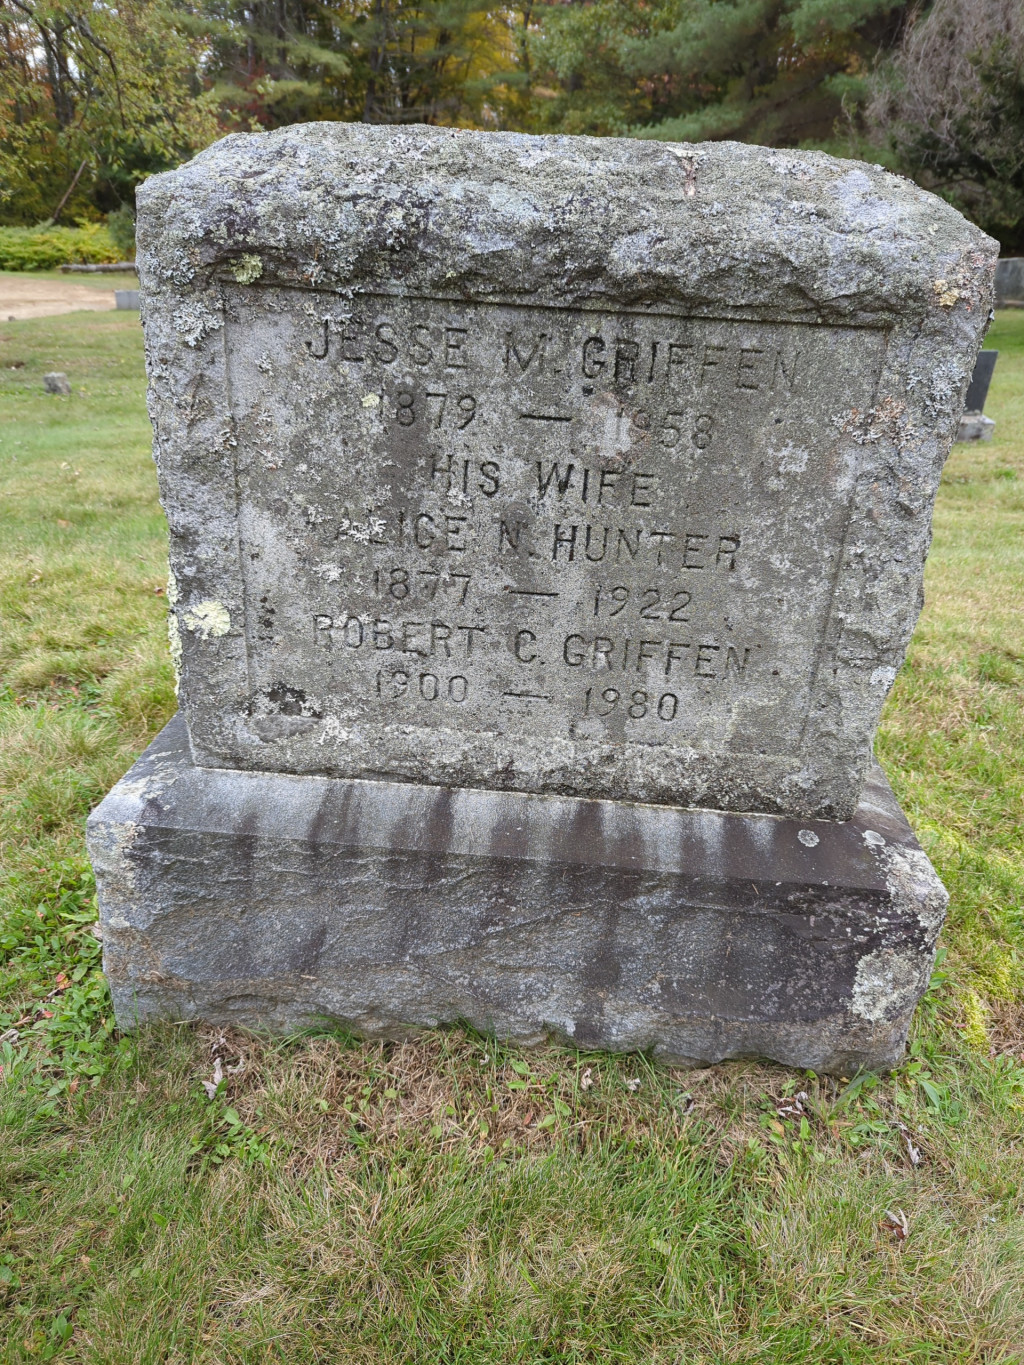 JESSE M. GRIFFEN
1879 — 1958
HIS WIFE
ALICE N. HUNTER
1877 — 1922
ROBERT C. GRIFFEN
1900 — 1980